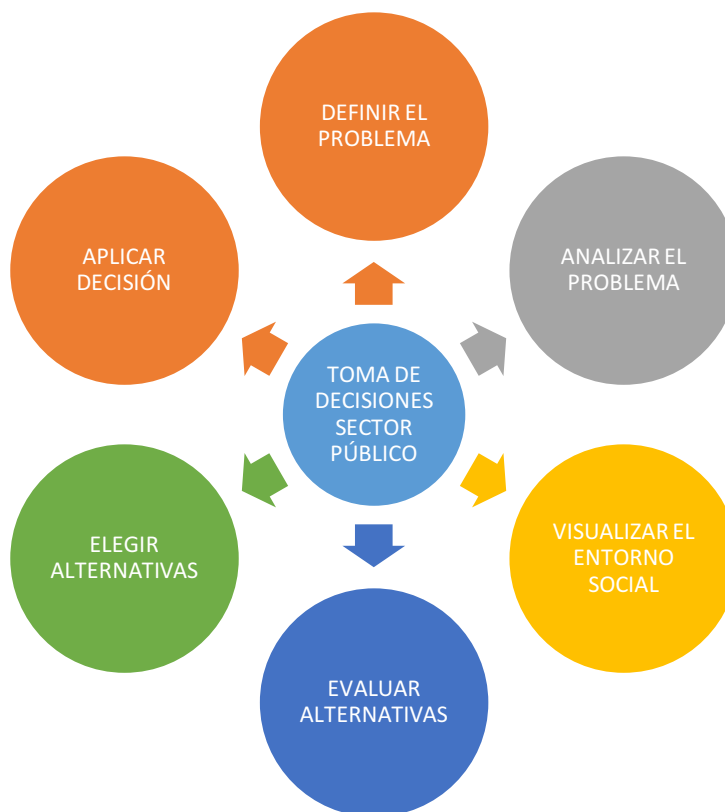 DEFINIR EL
PROBLEMA
ANALIZAR EL
PROBLEMA
VISUALIZAR EL
ENTORNO
SOCIAL
EVALUAR
ALTERNATIVAS
ELEGIR
ALTERNATIVAS
APLICAR
DECISIÓN
TOMA DE
DECISIONES
SECTOR
PÚBLICO